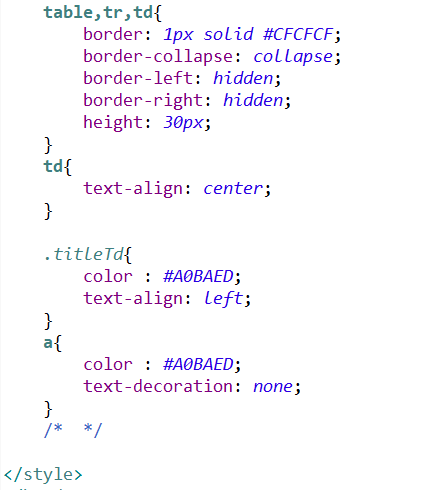 table,tr,td{
border: 1px solid #CFCFCF;
border-collapse: collapse;
border-left: hidden;
border-right: hidden;
height: 30px;
}
td{
text-align: center;
}
.titleTd{
color : #A0BAED;
text-align: left;
}
a{
color : #A0BAED;
text-decoration: none;
}
/*  */
</style>